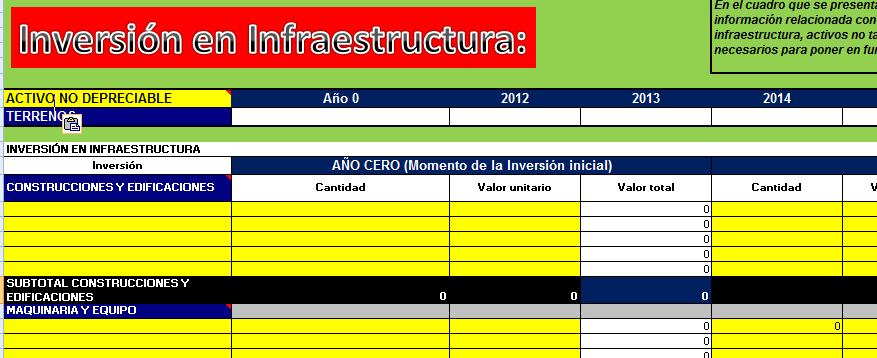 Inversión en Infraestructura:
En el cuadro que se presenta
información relacionada con
infraestructura, activos no ta
necesarios para poner en fu
ACTIVO NO DEPRECIABLE Año 0 2012 2013 2014
TERRENOS
INVERSIÓN EN INFRAESTRUCTURA
Inversión AÑO CERO (Momento de la Inversión inicial)
CONSTRUCCIONES Y EDIFICACIONES Cantidad Valor unitario Valor total Cantidad V
0
0
0
0
0
SUBTOTAL CONSTRUCCIONES Y
EDIFICACIONES 0 0 0
MAQUINARIA Y EQUIPO
0 0
0
0